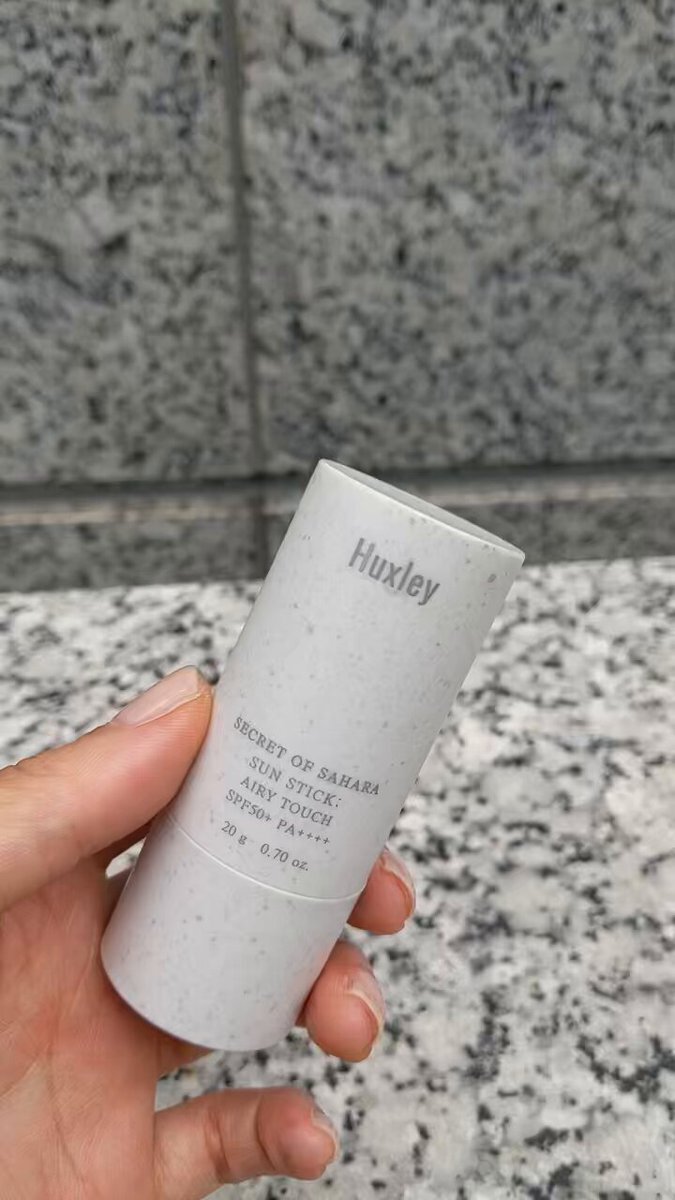 Huxley
SECRET OF SAHARA
SUN STICK;
AIRY TOUCH
SPF50+ PA++++
20 g 0.70 oz.